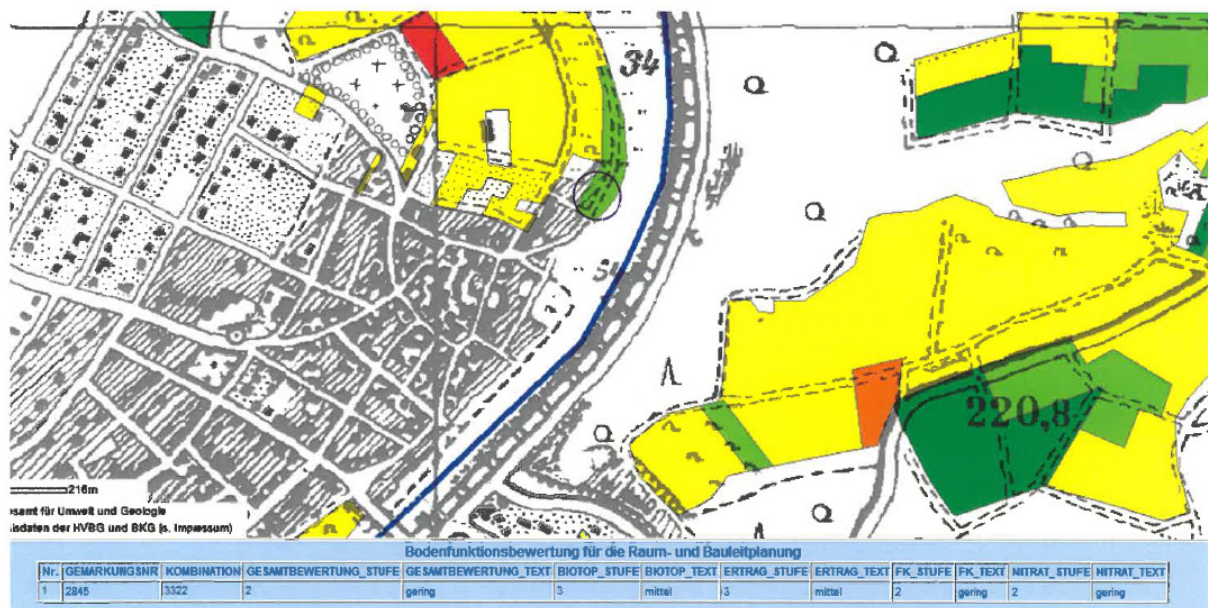 34
34
220,8
216m
esamt für Umwelt und Geologie
isdaten der HVBG und BKG (s. Impressum)
Bodenfunktionsbewertung für die Raum- und Bauleitplanung
Nr. GEMARKUNGSNR KOMBINATION GESAMTBEWERTUNG_STUFE GESAMTBEWERTUNG_TEXT BIOTOP_STUFE BIOTOP_TEXT ERTRAG_STUFE ERTRAG_TEXT FK_STUFE FK_TEXT NITRAT_STUFE NITRAT_TEXT
1 2845 3322 2 gering 3 mittel 3 mittel 2 gering 2 gering